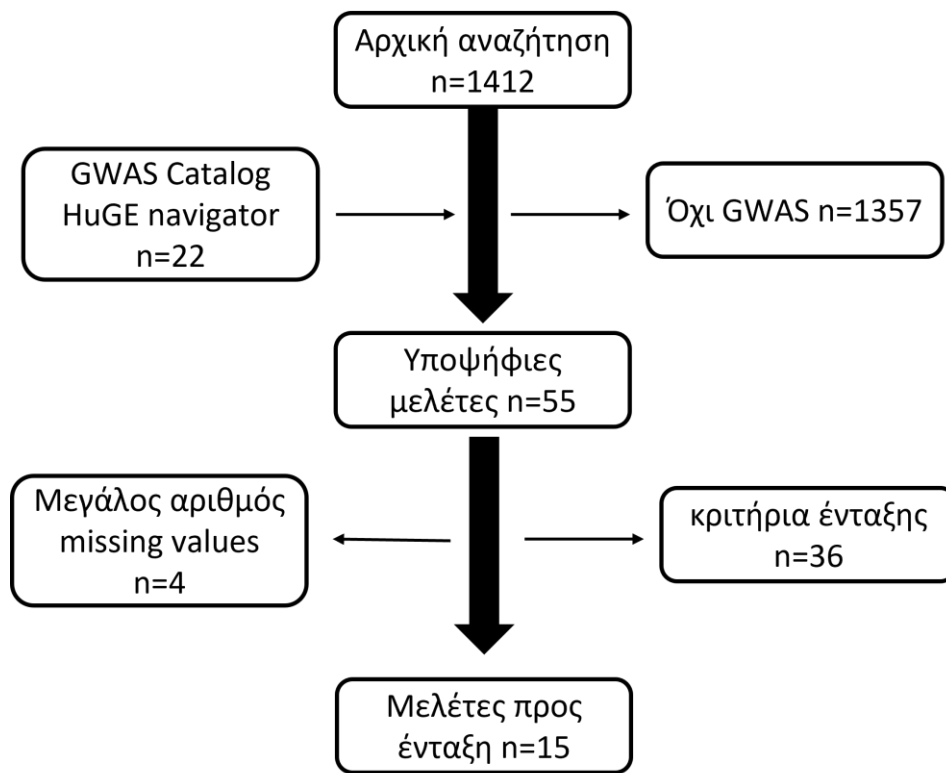 Αρχική αναζήτηση
n=1412
GWAS Catalog
HuGE navigator
n=22
Όχι GWAS n=1357
Υποψήφιες
μελέτες n=55
Μεγάλος αριθμός
missing values
n=4
κριτήρια ένταξης
n=36
Μελέτες προς
ένταξη n=15